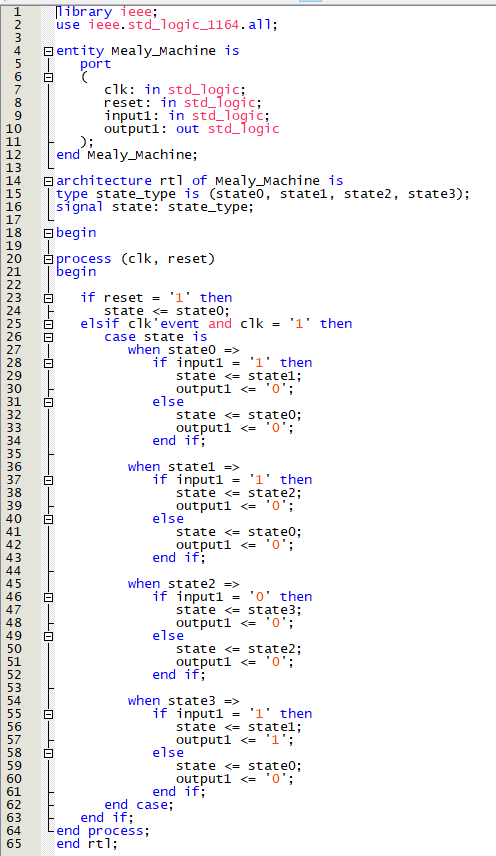 1 library ieee;
2 use ieee.std_logic_1164.all;
3
4 entity Mealy_Machine is
5 port
6 (
7 clk: in std_logic;
8 reset: in std_logic;
9 input1: in std_logic;
10 output1: out std_logic
11 );
12 end Mealy_Machine;
13
14 architecture rtl of Mealy_Machine is
15 type state_type is (state0, state1, state2, state3);
16 signal state: state_type;
17
18 begin
19
20 process (clk, reset)
21 begin
22
23 if reset = '1' then
24 state <= state0;
25 elsif clk'event and clk = '1' then
26 case state is
27 when state0 =>
28 if input1 = '1' then
29 state <= state1;
30 output1 <= '0';
31 else
32 state <= state0;
33 output1 <= '0';
34 end if;
35
36 when state1 =>
37 if input1 = '1' then
38 state <= state2;
39 output1 <= '0';
40 else
41 state <= state0;
42 output1 <= '0';
43 end if;
44
45 when state2 =>
46 if input1 = '0' then
47 state <= state3;
48 output1 <= '0';
49 else
50 state <= state2;
51 output1 <= '0';
52 end if;
53
54 when state3 =>
55 if input1 = '1' then
56 state <= state1;
57 output1 <= '1';
58 else
59 state <= state0;
60 output1 <= '0';
61 end if;
62 end case;
63 end if;
64 end process;
65 end rtl;